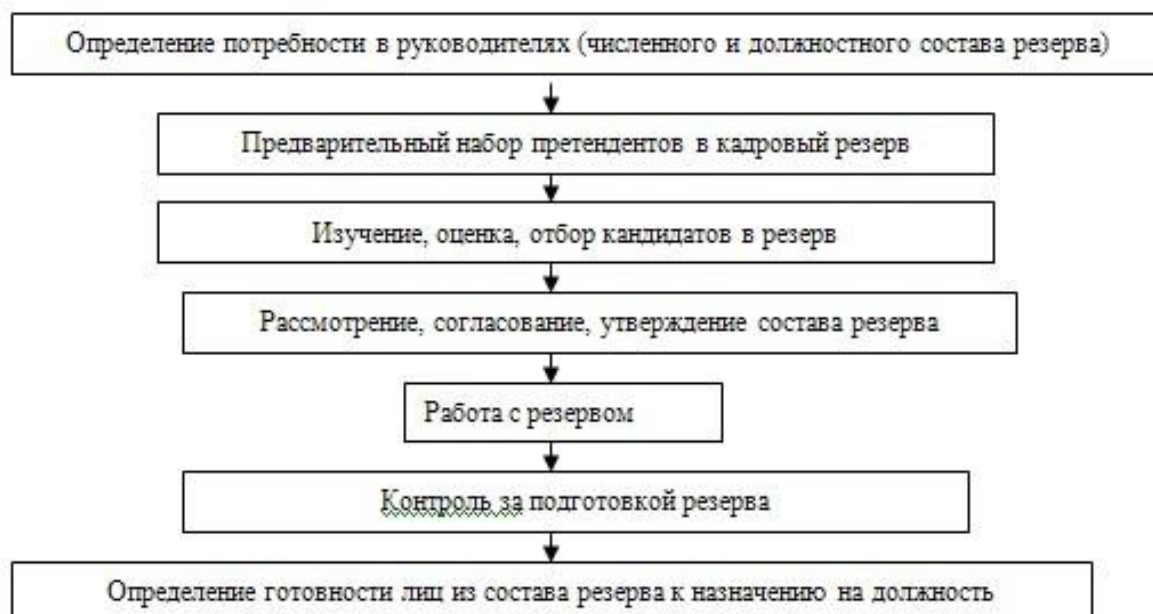 Определение потребности в руководителях (численного и должностного состава резерва)
Предварительный набор претендентов в кадровый резерв
Изучение, оценка, отбор кандидатов в резерв
Рассмотрение, согласование, утверждение состава резерва
Работа с резервом
Контроль за подготовкой резерва
Определение готовности лиц из состава резерва к назначению на должность